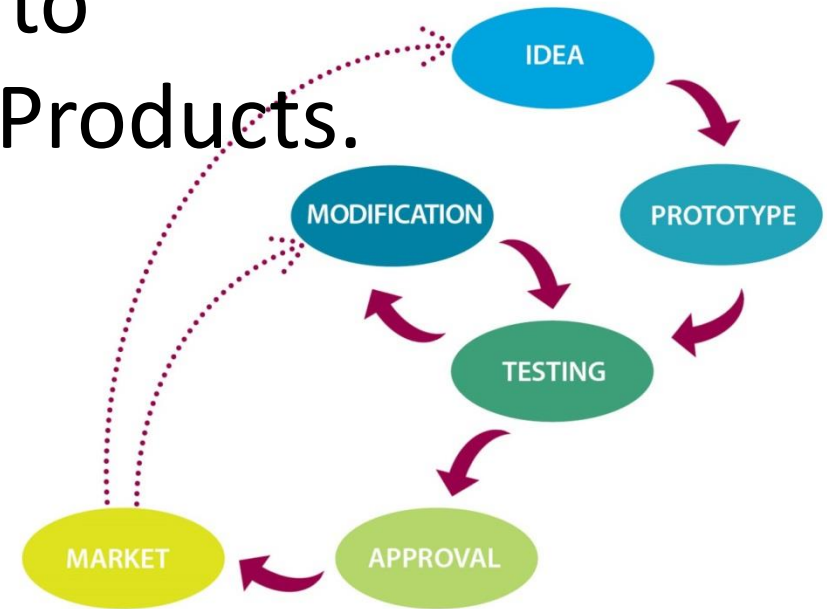 to
Products.
IDEA
MODIFICATION
PROTOTYPE
TESTING
MARKET
APPROVAL